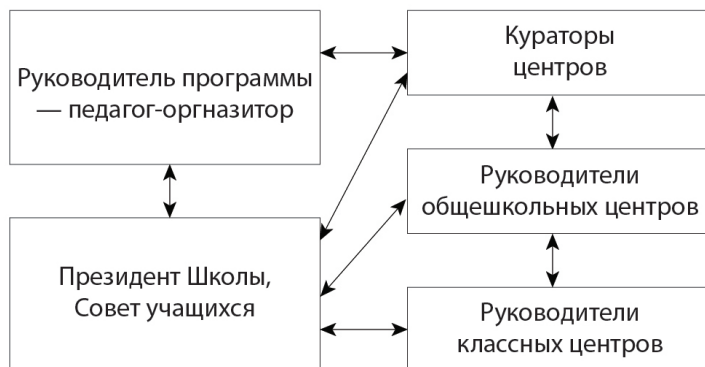 Руководитель программы
— педагог-оргназитор
Кураторы
центров
Руководители
общешкольных центров
Президент Школы,
Совет учащихся
Руководители
классных центров